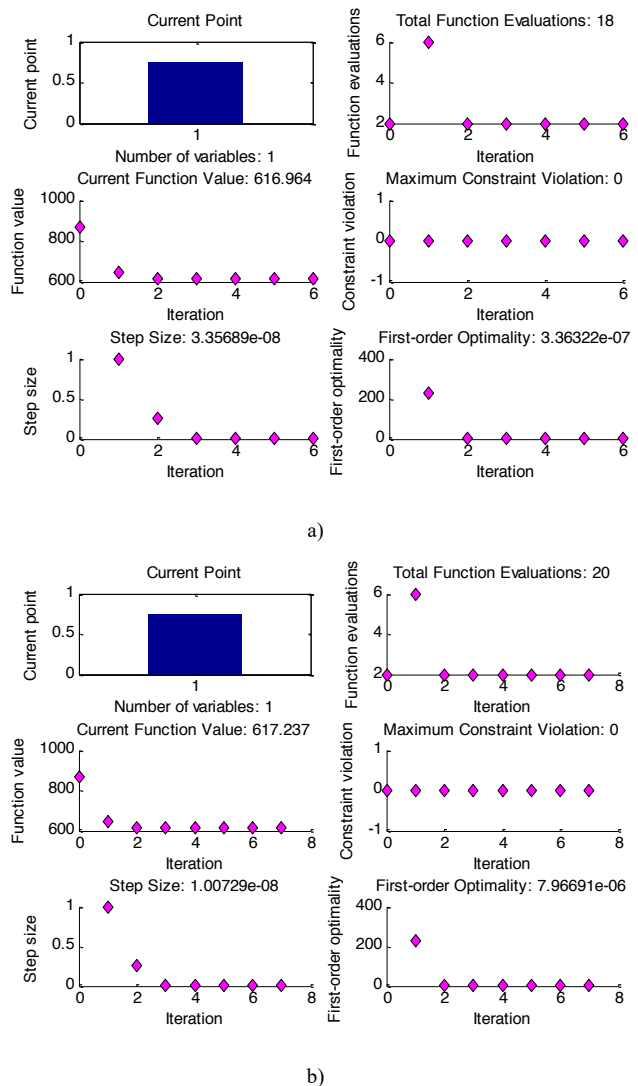 Current Point
Current point
1
0.5
0
1
Number of variables: 1
Total Function Evaluations: 18
Function evaluations
6
4
2
0 2 4 6
Iteration
Current Function Value: 616.964
Function value
1000
800
600
0 2 4 6
Iteration
Maximum Constraint Violation: 0
Constraint violation
1
0
-1
0 2 4 6
Iteration
Step Size: 3.35689e-08
Step size
1
0.5
0
0 2 4 6
Iteration
First-order Optimality: 3.36322e-07
First-order optimality
400
200
0
0 2 4 6
Iteration
a)
Current Point
Current point
1
0.5
0
1
Number of variables: 1
Total Function Evaluations: 20
Function evaluations
6
4
2
0 2 4 6 8
Iteration
Current Function Value: 617.237
Function value
1000
800
600
0 2 4 6 8
Iteration
Maximum Constraint Violation: 0
Constraint violation
1
0
-1
0 2 4 6 8
Iteration
Step Size: 1.00729e-08
Step size
1
0.5
0
0 2 4 6 8
Iteration
First-order Optimality: 7.96691e-06
First-order optimality
400
200
0
0 2 4 6 8
Iteration
b)